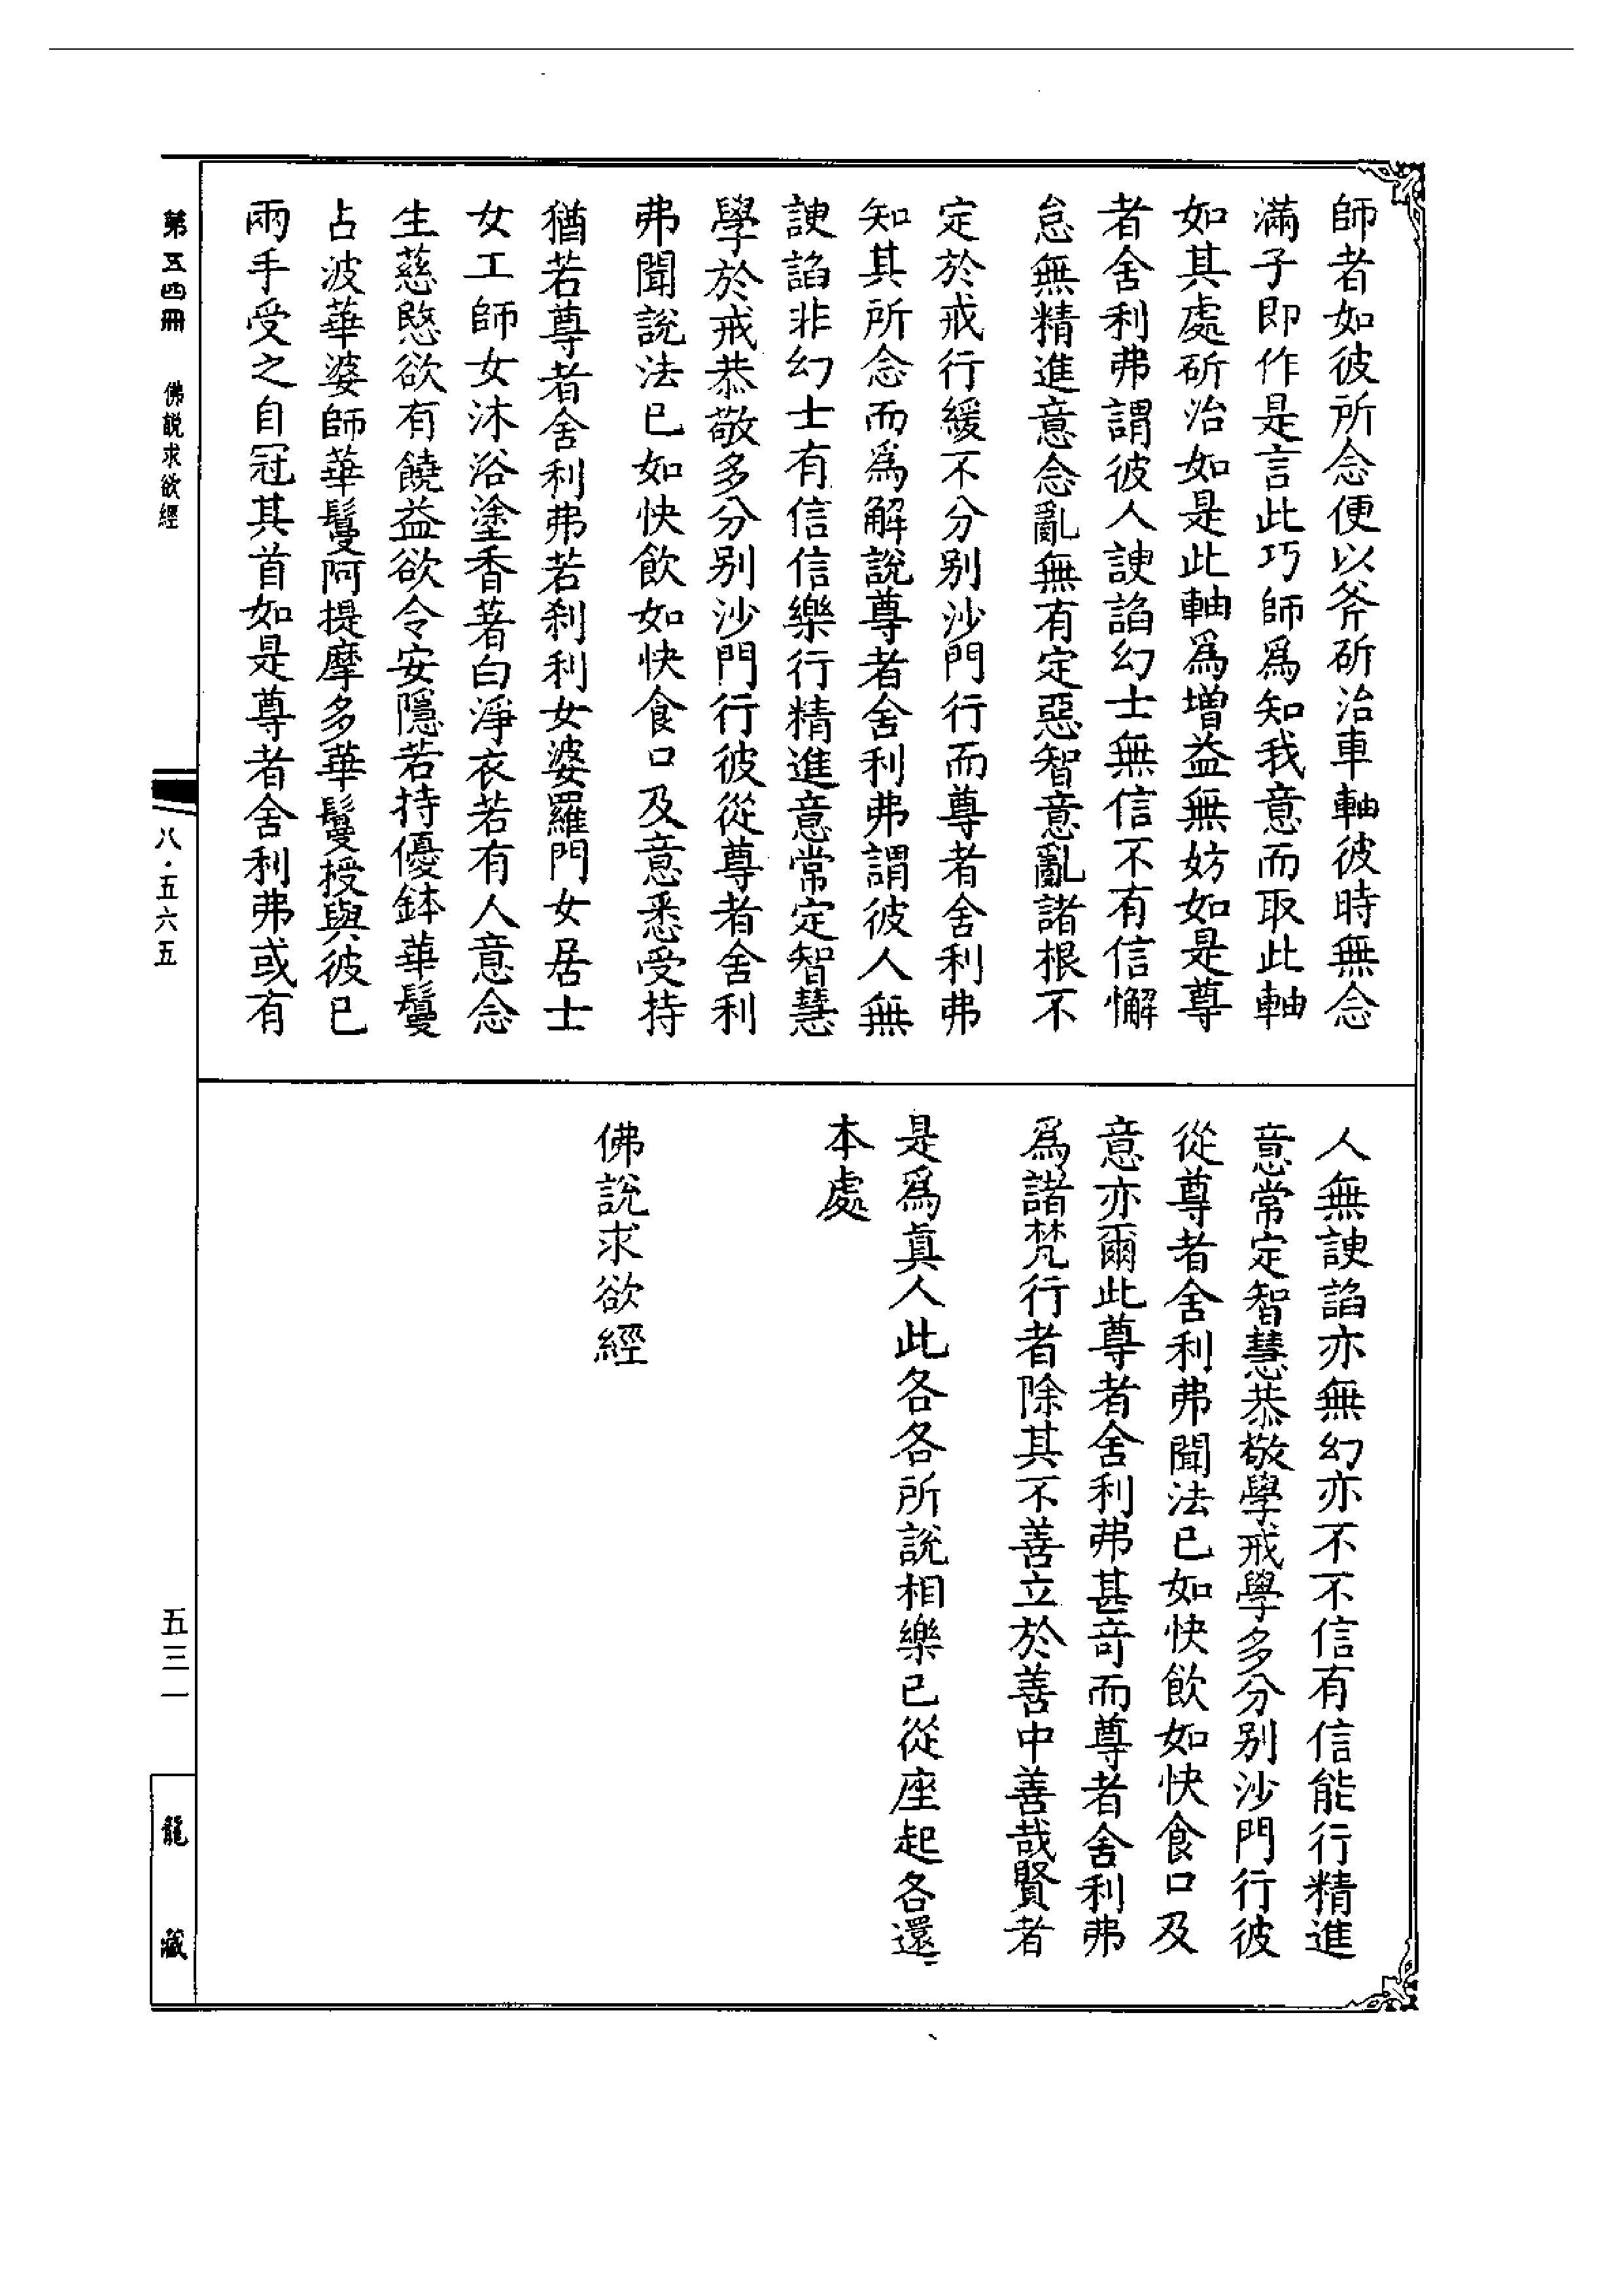 師者如彼所念便以斧斫治車軸彼時無念
滿子即作是言此巧師爲知我意而取此軸
如其處斫治如是此軸爲增益無妨如是尊
者舍利弗謂彼人諛諂幻士無信不有信懈
怠無精進意念亂無有定惡智意亂諸根不
定於戒行緩不分别沙門行而尊者舍利弗
知其所念而爲解說尊者舍利弗謂彼人無
諛諂非幻士有信信樂行精進意常定智慧
學於戒恭敬多分别沙門行彼從尊者舍利
弗聞說法已如快飲如快食口及意悉受持
猶若尊者舍利弗若刹利女婆羅門女居士
女工師女沐浴塗香著白淨衣若有人意念
生慈愍欲有饒益欲令安隱若持優鉢華鬘
占波華婆師華鬘阿提摩多華鬘授與彼已
兩手受之自冠其首如是尊者舍利弗或有
人無諛諂亦無幻亦不不信有信能行精進
意常定智慧恭敬學戒學多分别沙門行彼
從尊者舍利弗聞法已如快飲如快食口及
意亦爾此尊者舍利弗甚奇而尊者舍利弗
爲諸梵行者除其不善立於善中善哉賢者
是爲眞人此各各所說相樂已從座起各還
本處
佛說求欲經
第五四冊 佛說求欲經
八·五六五
五三一
龍藏